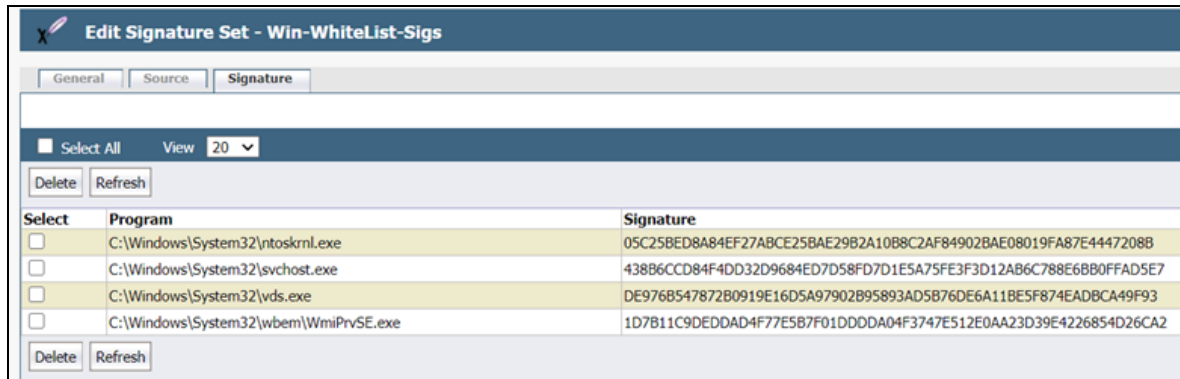 Edit Signature Set - Win-WhiteList-Sigs
General Source Signature
Select All View 20
Delete Refresh
Select Program Signature
C:\Windows\System32\ntoskrnl.exe 05C25BED8A84EF27ABCE25BAE29B2A10B8C2AF84902BAE08019FA87E4447208B
C:\Windows\System32\svchost.exe 438B6CCD84F4DD32D9684ED7D58FD7D1E5A75FE3F3D12AB6C788E6BB0FFAD5E7
C:\Windows\System32\vds.exe DE976B547872B0919E16D5A97902B95893AD5B76DE6A11BE5F874EADBCA49F93
C:\Windows\System32\wbem\WmiPrvSE.exe 1D7B11C9DEDDAD4F77E5B7F01DDDDA04F3747E512E0AA23D39E4226854D26CA2
Delete Refresh